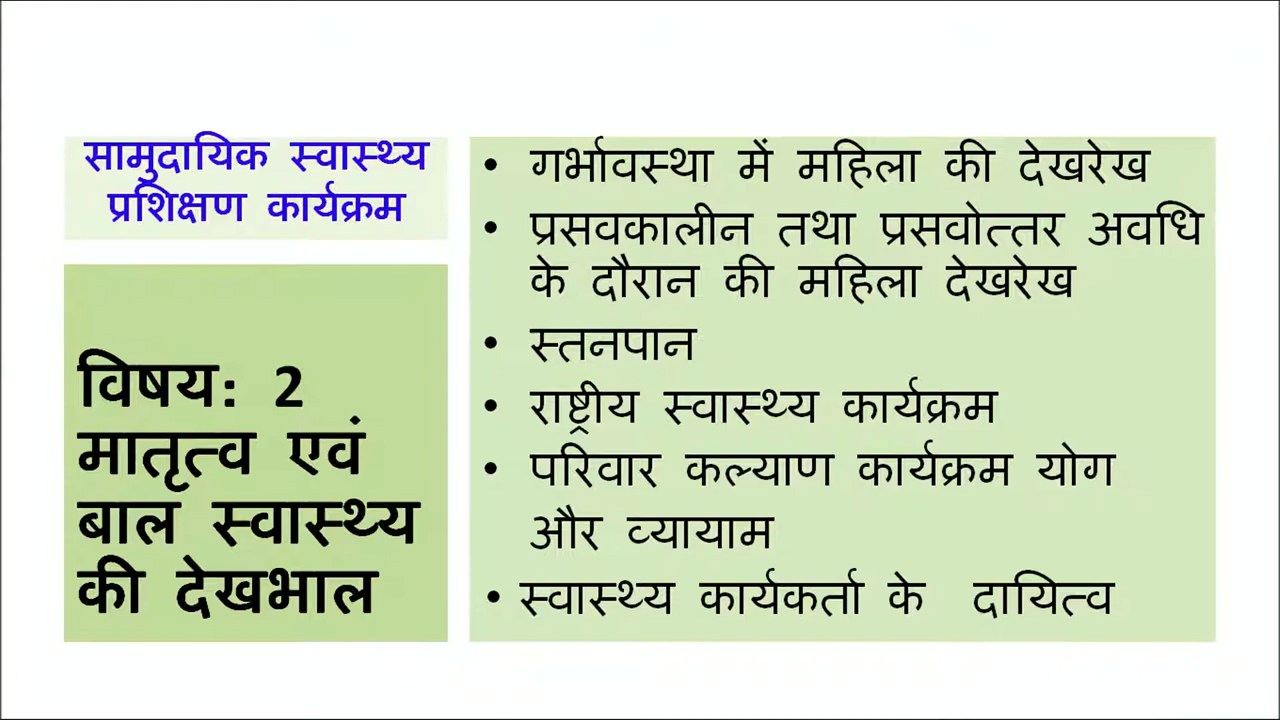 सामुदायिक स्वास्थ्य
प्रशिक्षण कार्यक्रम
विषय: 2
मातृत्व एवं
बाल स्वास्थ्य
की देखभाल
• गर्भावस्था में महिला की देखरेख
• प्रसवकालीन तथा प्रसवोत्तर अवधि
के दौरान की महिला देखरेख
• स्तनपान
• राष्ट्रीय स्वास्थ्य कार्यक्रम
• परिवार कल्याण कार्यक्रम योग
और व्यायाम
• स्वास्थ्य कार्यकर्ता के दायित्व